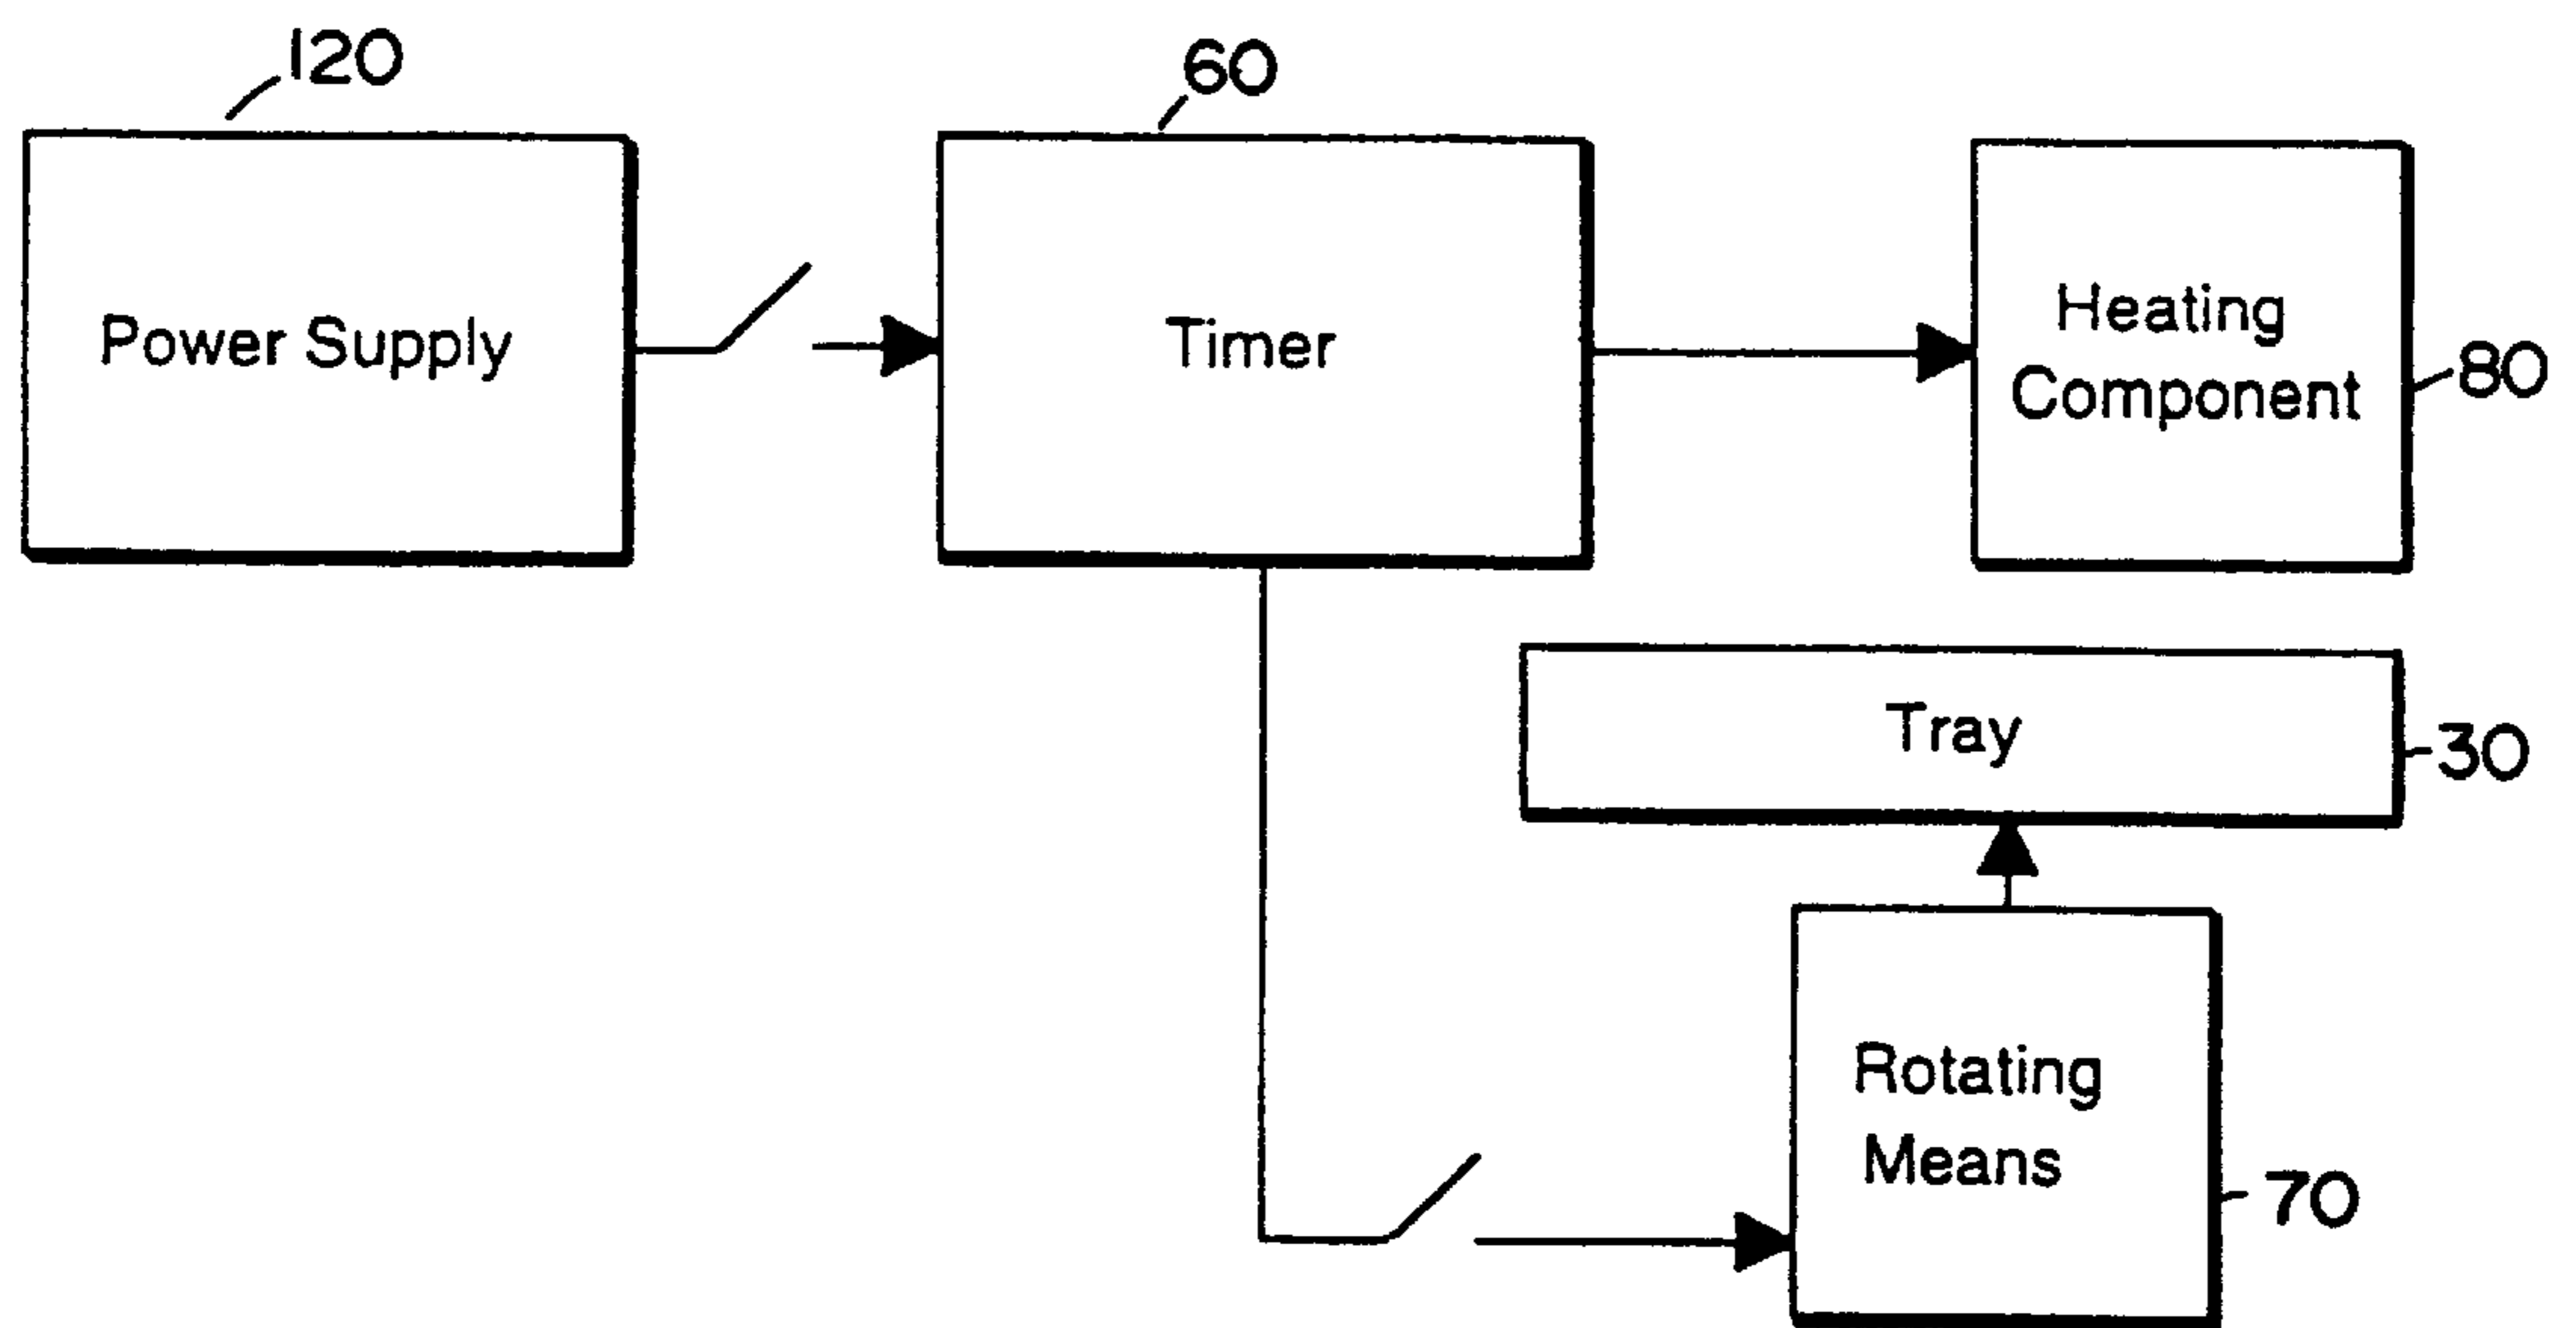 120
60
Power Supply
Timer
Heating
Component
80
Tray
30
Rotating
Means
70